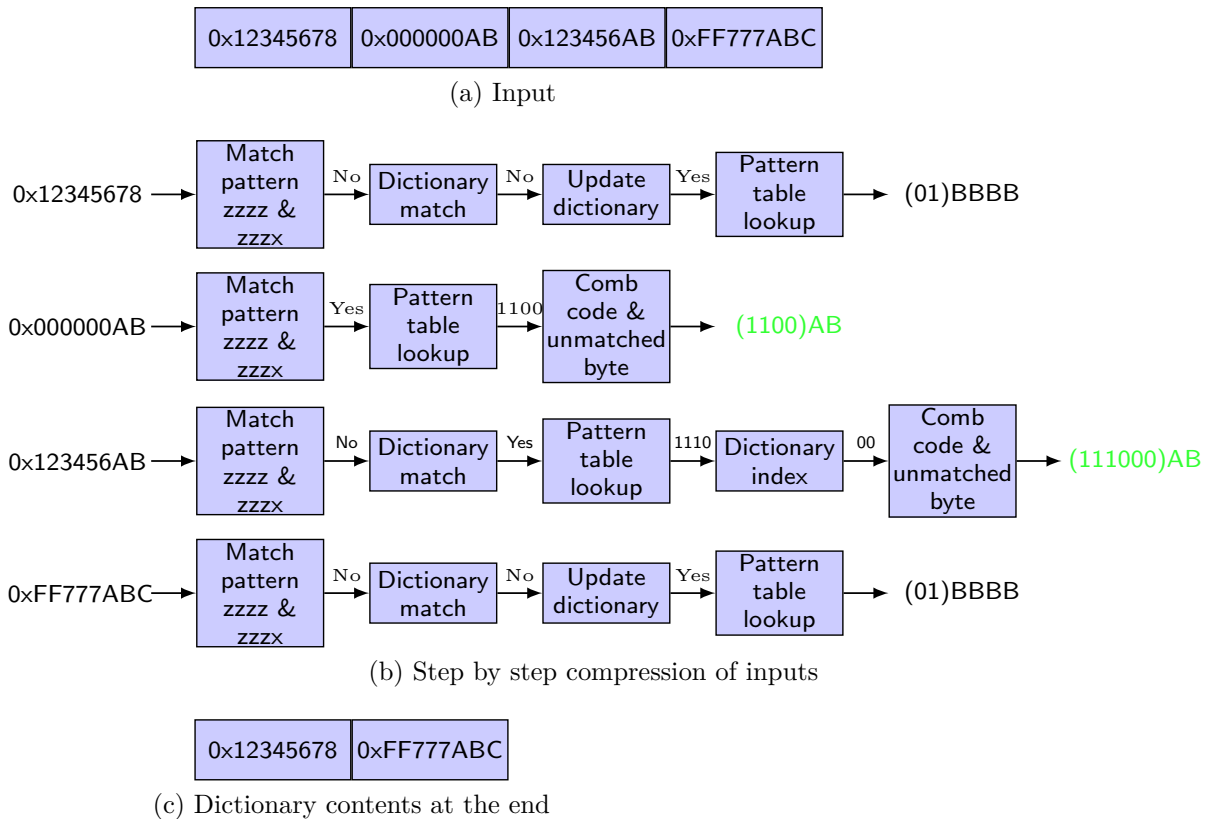 0x12345678 0x000000AB 0x123456AB 0xFF777ABC
(a) Input
0x12345678
Match
pattern
zzzz &
zzzx
No
Dictionary
match
No
Update
dictionary
Yes
Pattern
table
lookup
(01)BBBB
0x000000AB
Match
pattern
zzzz &
zzzx
Yes
Pattern
table
lookup
1100
Comb
code &
unmatched
byte
(1100)AB
0x123456AB
Match
pattern
zzzz &
zzzx
No
Dictionary
match
Yes
Pattern
table
lookup
1110
Dictionary
index
00
Comb
code &
unmatched
byte
(111000)AB
0xFF777ABC
Match
pattern
zzzz &
zzzx
No
Dictionary
match
No
Update
dictionary
Yes
Pattern
table
lookup
(01)BBBB
(b) Step by step compression of inputs
0x12345678 0xFF777ABC
(c) Dictionary contents at the end